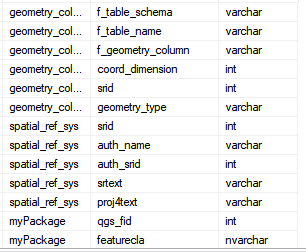 geometry_col... f_table_schema varchar
geometry_col... f_table_name varchar
geometry_col... f_geometry_column varchar
geometry_col... coord_dimension int
geometry_col... srid int
geometry_col... geometry_type varchar
spatial_ref_sys srid int
spatial_ref_sys auth_name varchar
spatial_ref_sys auth_srid int
spatial_ref_sys srtext varchar
spatial_ref_sys proj4text varchar
myPackage qgs_fid int
myPackage featurecla nvarchar